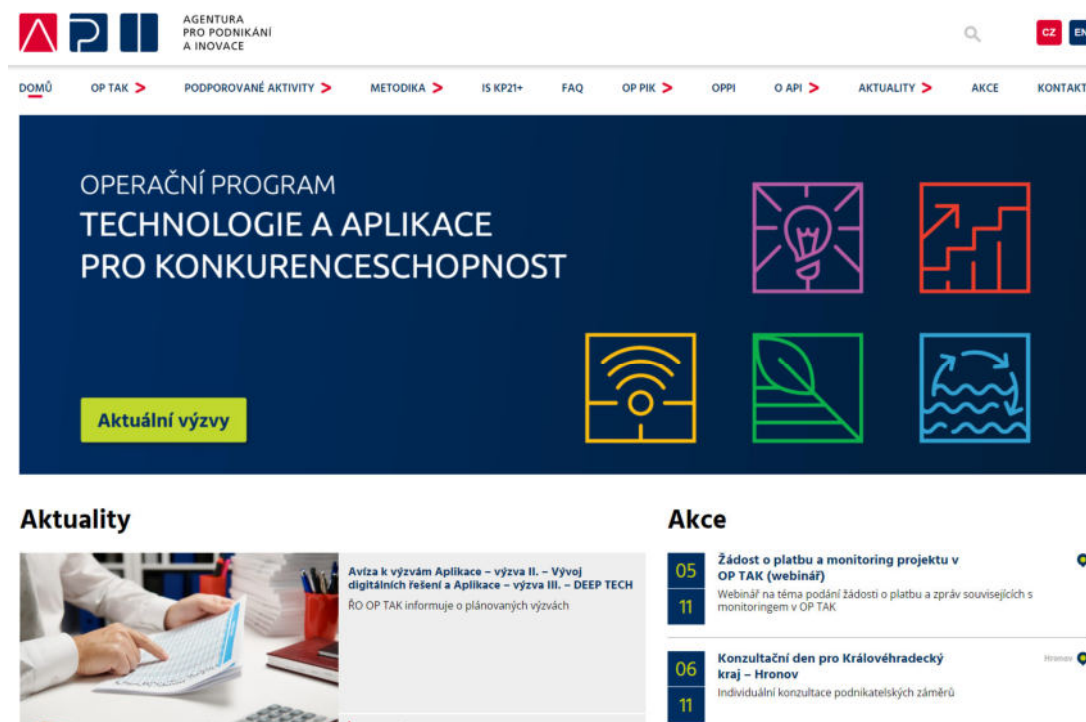 AGENTURA
PRO PODNIKÁNÍ
A INOVACE
CZ
EN
DOMŮ
OP TAK >
PODPOROVANÉ AKTIVITY >
METODIKA >
IS KP21+
FAQ
OP PIK >
OPPI
O API >
AKTUALITY >
AKCE
KONTAKT
OPERAČNÍ PROGRAM
TECHNOLOGIE A APLIKACE
PRO KONKURENCESCHOPNOST
Aktuální výzvy
Aktuality
Avíza k výzvám Aplikace – výzva II. – Vývoj
digitálních řešení a Aplikace – výzva III. – DEEP TECH
ŘO OP TAK informuje o plánovaných výzvách
Akce
05
11
Žádost o platbu a monitoring projektu v
OP TAK (webinář)
Webinář na téma podání žádosti o platbu a zpráv souvisejících s
monitoringem v OP TAK
06
11
Konzultační den pro Královéhradecký
kraj – Hronov
Hronov
Individuální konzultace podnikatelských záměrů